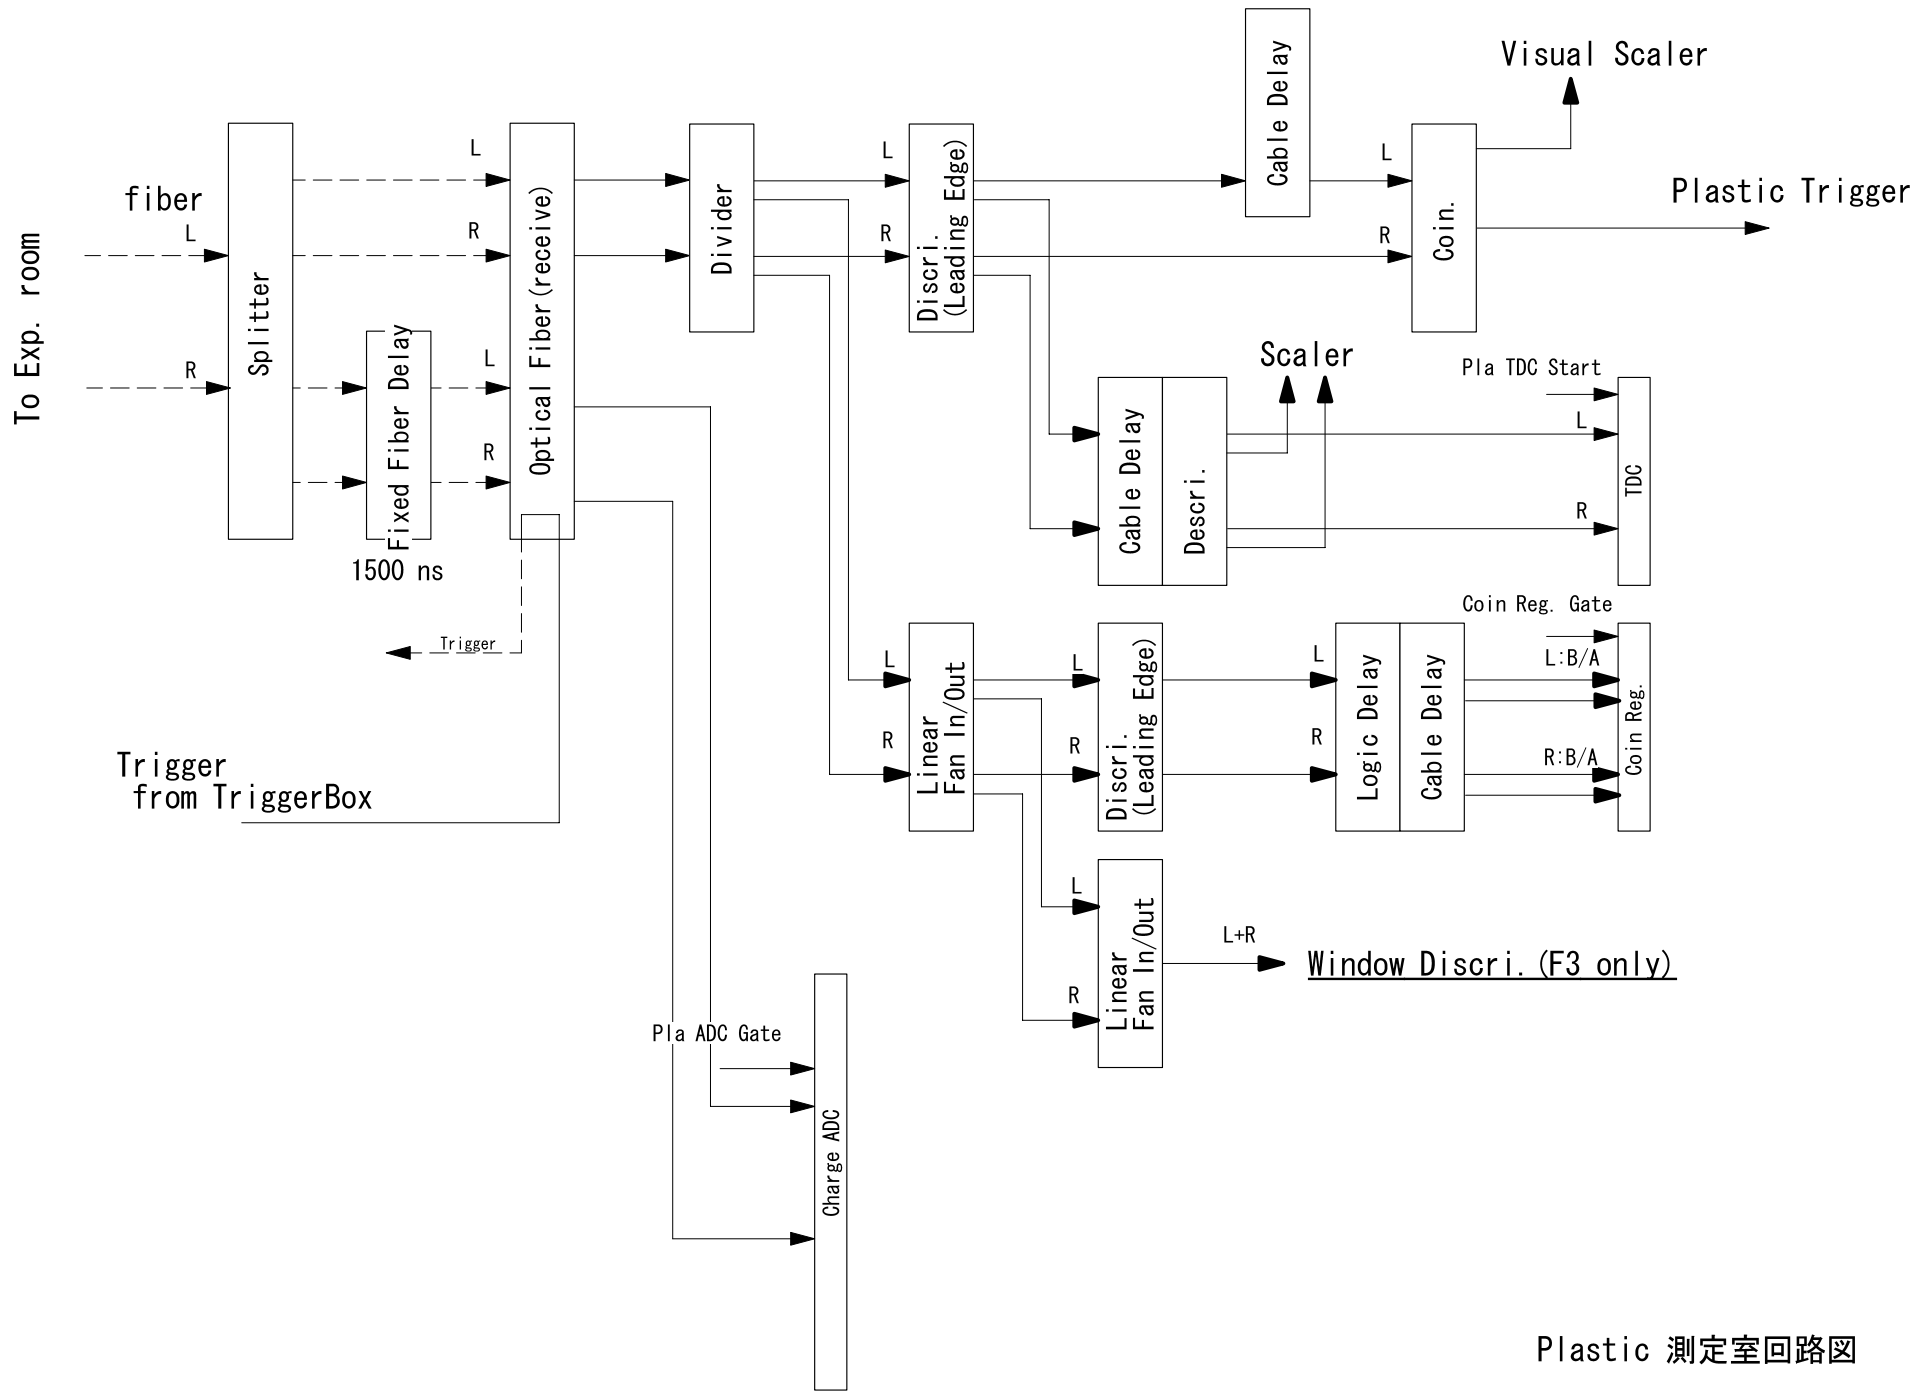 Visual Scaler
Cable Delay
L
L
L
fiber
L
Plastic Trigger
R
R
R
Splitter
Optical Fiber(receive)
Divider
Discri.
(Leading Edge)
Coin.
To Exp. room
R
Fixed Fiber Delay
L
R
1500 ns
Scaler
Pla TDC Start
L
R
Cable Delay
Descri.
TDC
Trigger
Coin Reg. Gate
L
L
L
L:B/A
R
R
R
R:B/A
Linear
Fan In/Out
Discri.
(Leading Edge)
Logic Delay
Cable Delay
Coin Reg.
Trigger
from TriggerBox
L
R
Linear
Fan In/Out
L+R
Window Discri.(F3 only)
Pla ADC Gate
Charge ADC
Plastic 測定室回路図